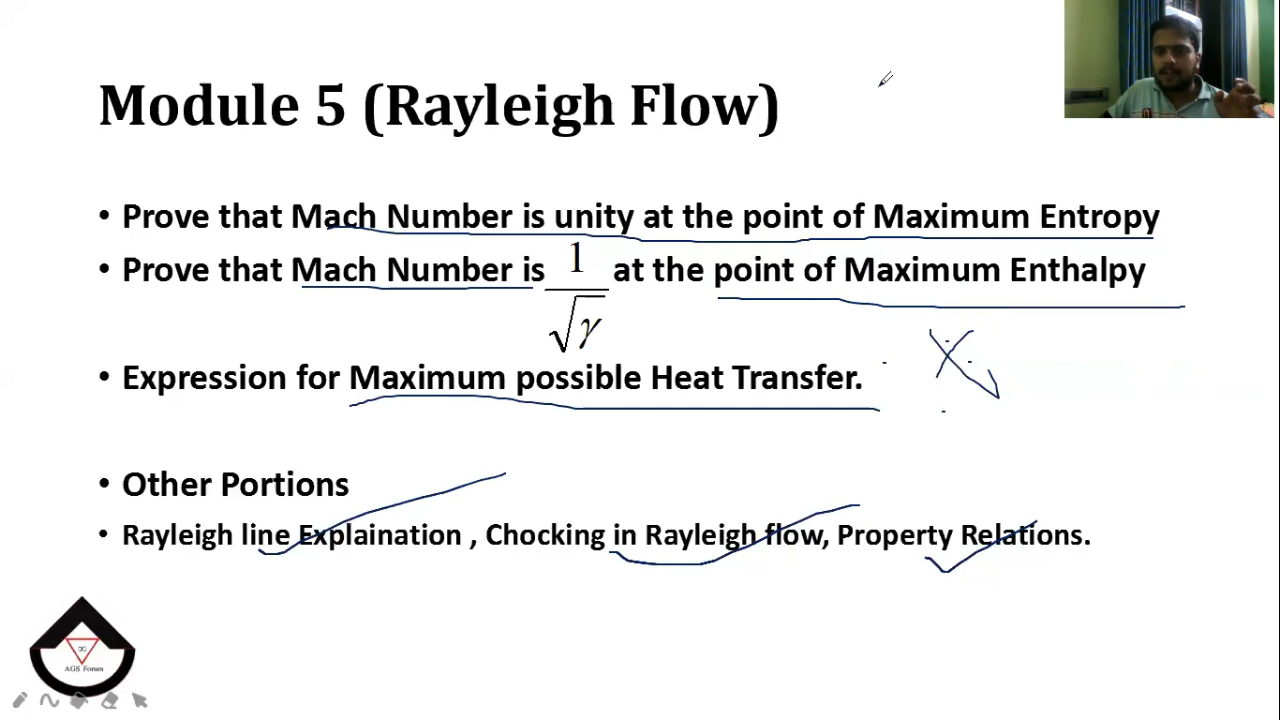 Module 5 (Rayleigh Flow)
• Prove that Mach Number is unity at the point of Maximum Entropy
• Prove that Mach Number is 1/√γ at the point of Maximum Enthalpy
• Expression for Maximum possible Heat Transfer.
• Other Portions
• Rayleigh line Explaination , Chocking in Rayleigh flow, Property Relations.
∞
AGS Forum